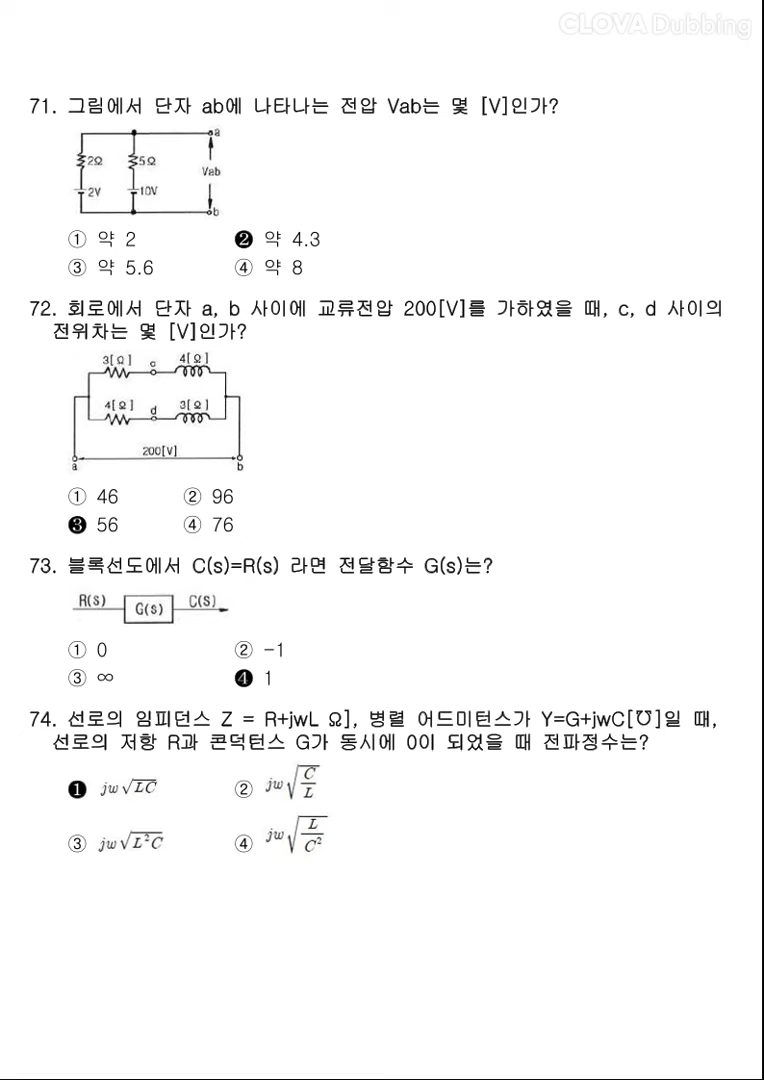 CLOVA Dubbing
71. 그림에서 단자 ab에 나타나는 전압 Vab는 몇 [V]인가?
a
2Ω
5Ω
Vab
2V
10V
b
① 약 2
❷ 약 4.3
③ 약 5.6
④ 약 8
72. 회로에서 단자 a, b 사이에 교류전압 200[V]를 가하였을 때, c, d 사이의
전위차는 몇 [V]인가?
3[Ω]
c
4[Ω]
4[Ω]
d
3[Ω]
200[V]
a
b
① 46
② 96
❸ 56
④ 76
73. 블록선도에서 C(s)=R(s) 라면 전달함수 G(s)는?
R(S)
G(s)
C(S)
① 0
② -1
③ ∞
❹ 1
74. 선로의 임피던스 Z = R+jwL Ω], 병렬 어드미턴스가 Y=G+jwC[℧]일 때,
선로의 저항 R과 콘덕턴스 G가 동시에 0이 되었을 때 전파정수는?
❶ jw√LC
② jw√C/L
③ jw√L²C
④ jw√L/C²